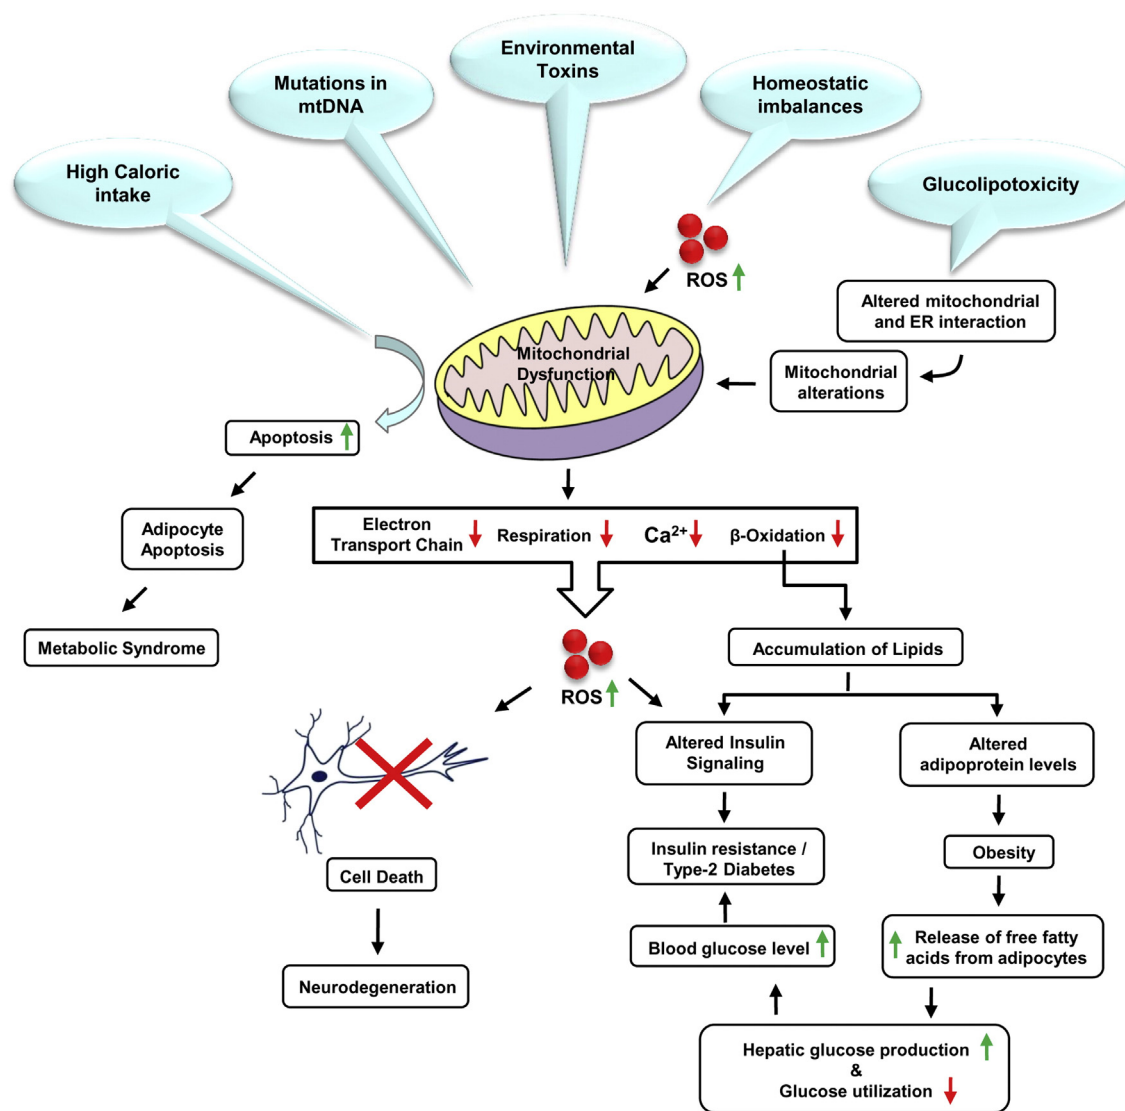 Environmental
Toxins
Mutations in
mtDNA
Homeostatic
imbalances
High Caloric
intake
Glucolipotoxicity
ROS
Altered mitochondrial
and ER interaction
Mitochondrial
Dysfunction
Mitochondrial
alterations
Apoptosis
Adipocyte
Apoptosis
Metabolic Syndrome
Electron
Transport Chain
Respiration
Ca²⁺
β-Oxidation
ROS
Accumulation of Lipids
Altered Insulin
Signaling
Altered
adipoprotein levels
Cell Death
Neurodegeneration
Insulin resistance /
Type-2 Diabetes
Obesity
Blood glucose level
Release of free fatty
acids from adipocytes
Hepatic glucose production
&
Glucose utilization